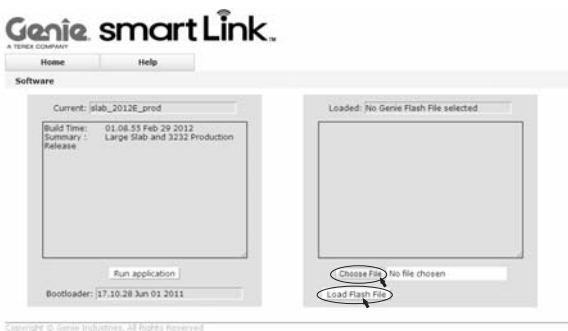 Genie smartLink™
A TEREX COMPANY
Home Help
Software
Current: slab_2012E_prod
Build Time: 01.08.55 Feb 29 2012
Summary : Large Slab and 3232 Production
Release
Run application
Bootloader: 17.10.28 Jun 01 2011
Loaded: No Genie Flash File selected
Choose File No file chosen
Load Flash File
Copyright © Genie Industries. All Rights Reserved